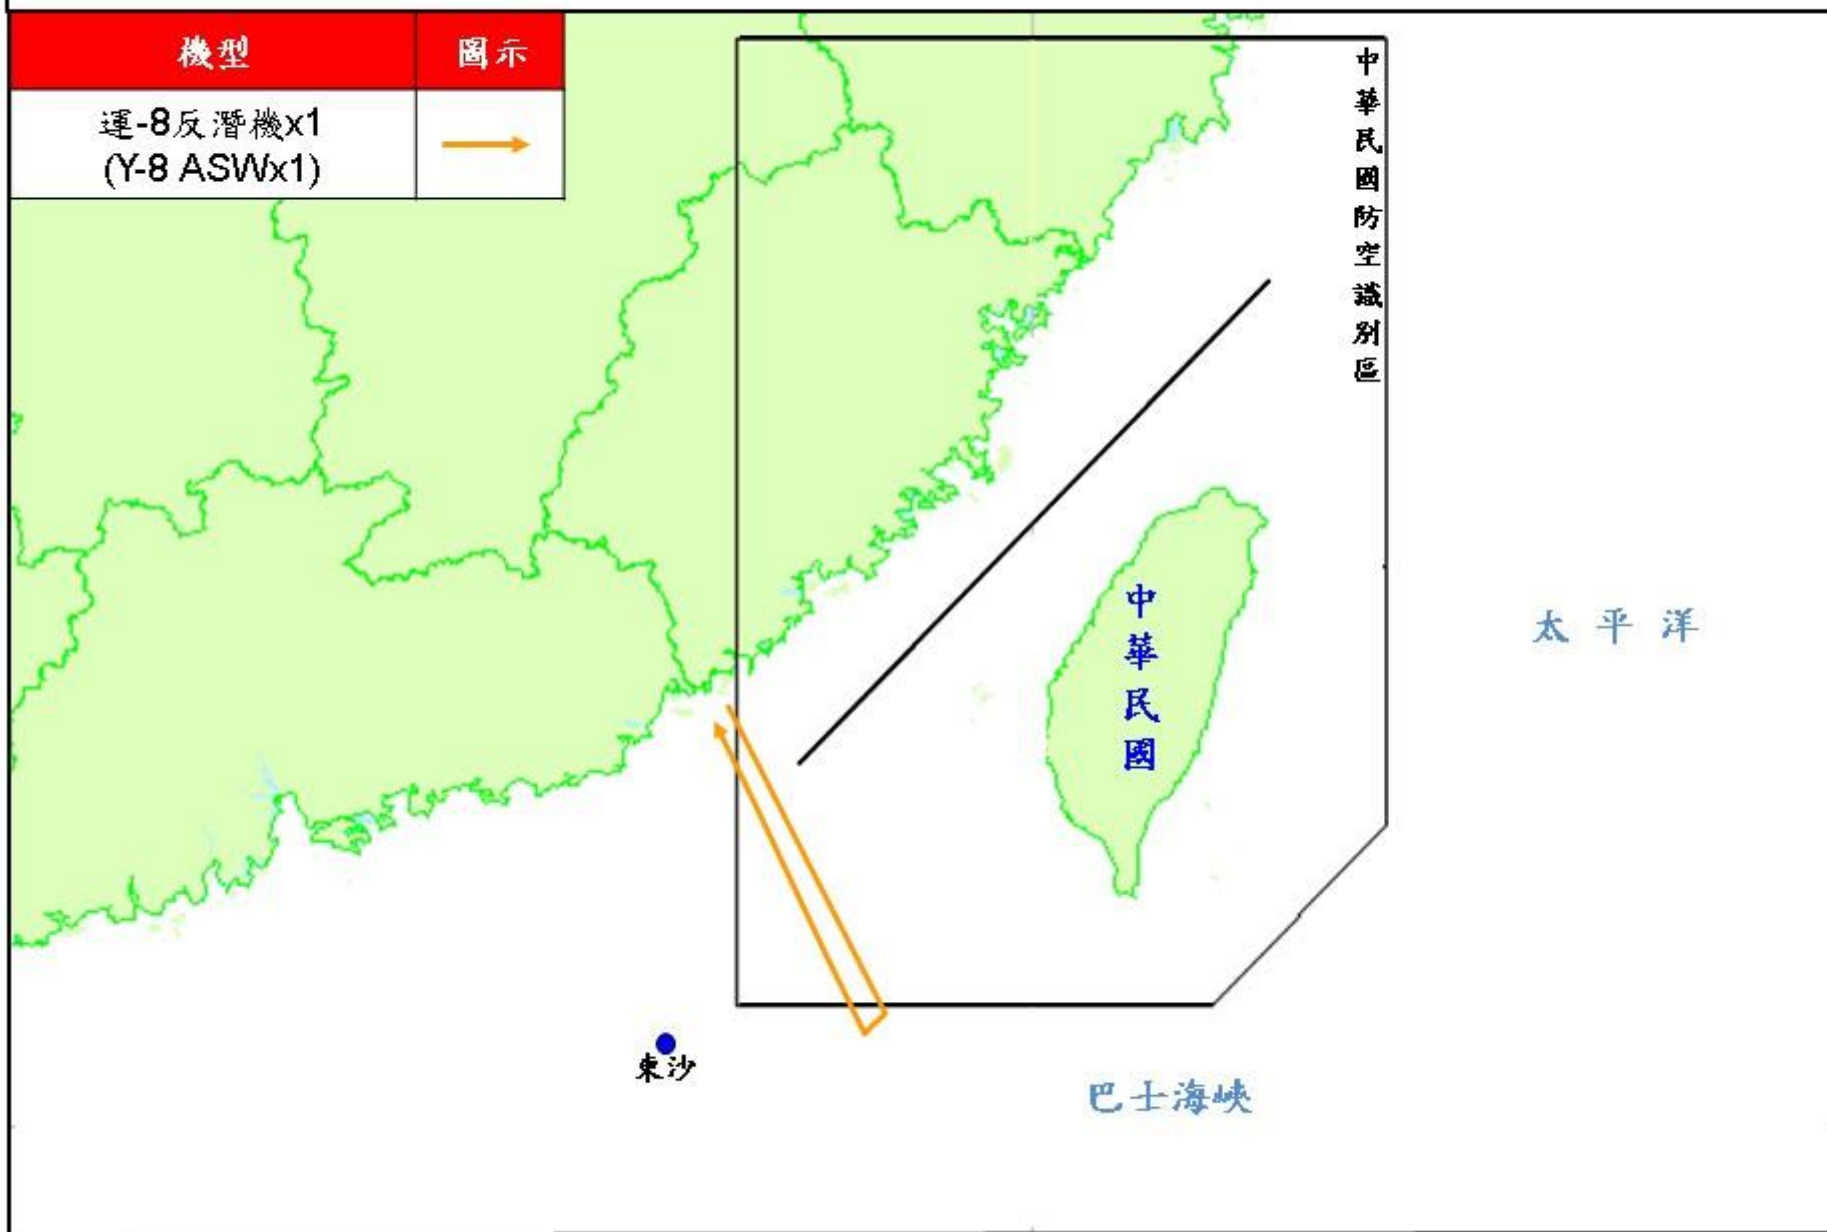 機型 圖示
運-8反潛機x1
(Y-8 ASWx1)
中華民國防空識別區
中華民國
太平洋
東沙
巴士海峽